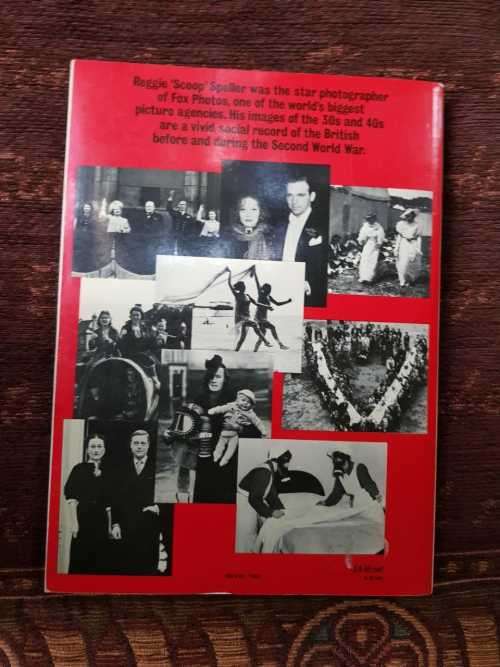 Reggie 'Scoop' Speller was the star photographer
of Fox Photos, one of the world's biggest
picture agencies. His images of the 30s and 40s
are a vivid social record of the British
before and during the Second World War.